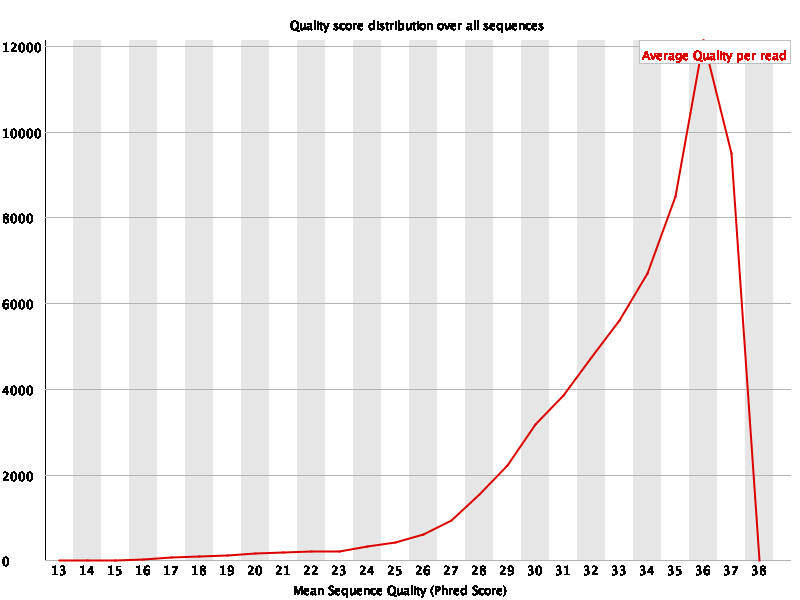 Quality score distribution over all sequences
12000
Average Quality per read
10000
8000
6000
4000
2000
0
13 14 15 16 17 18 19 20 21 22 23 24 25 26 27 28 29 30 31 32 33 34 35 36 37 38
Mean Sequence Quality (Phred Score)